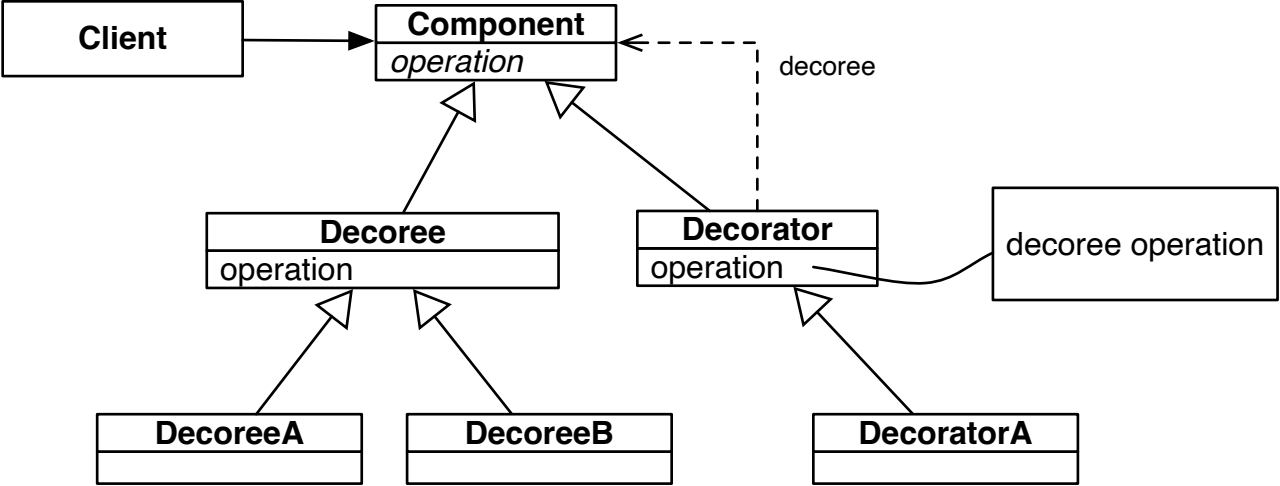 Client
Component
operation
decoree
Decoree
operation
Decorator
operation
decoree operation
DecoreeA
DecoreeB
DecoratorA